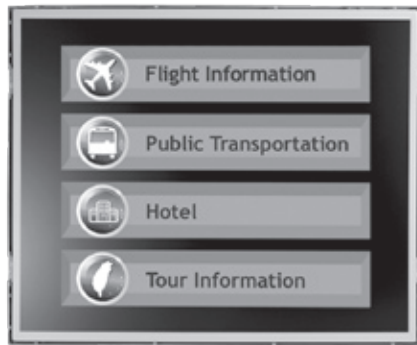 Flight Information
Public Transportation
Hotel
Tour Information